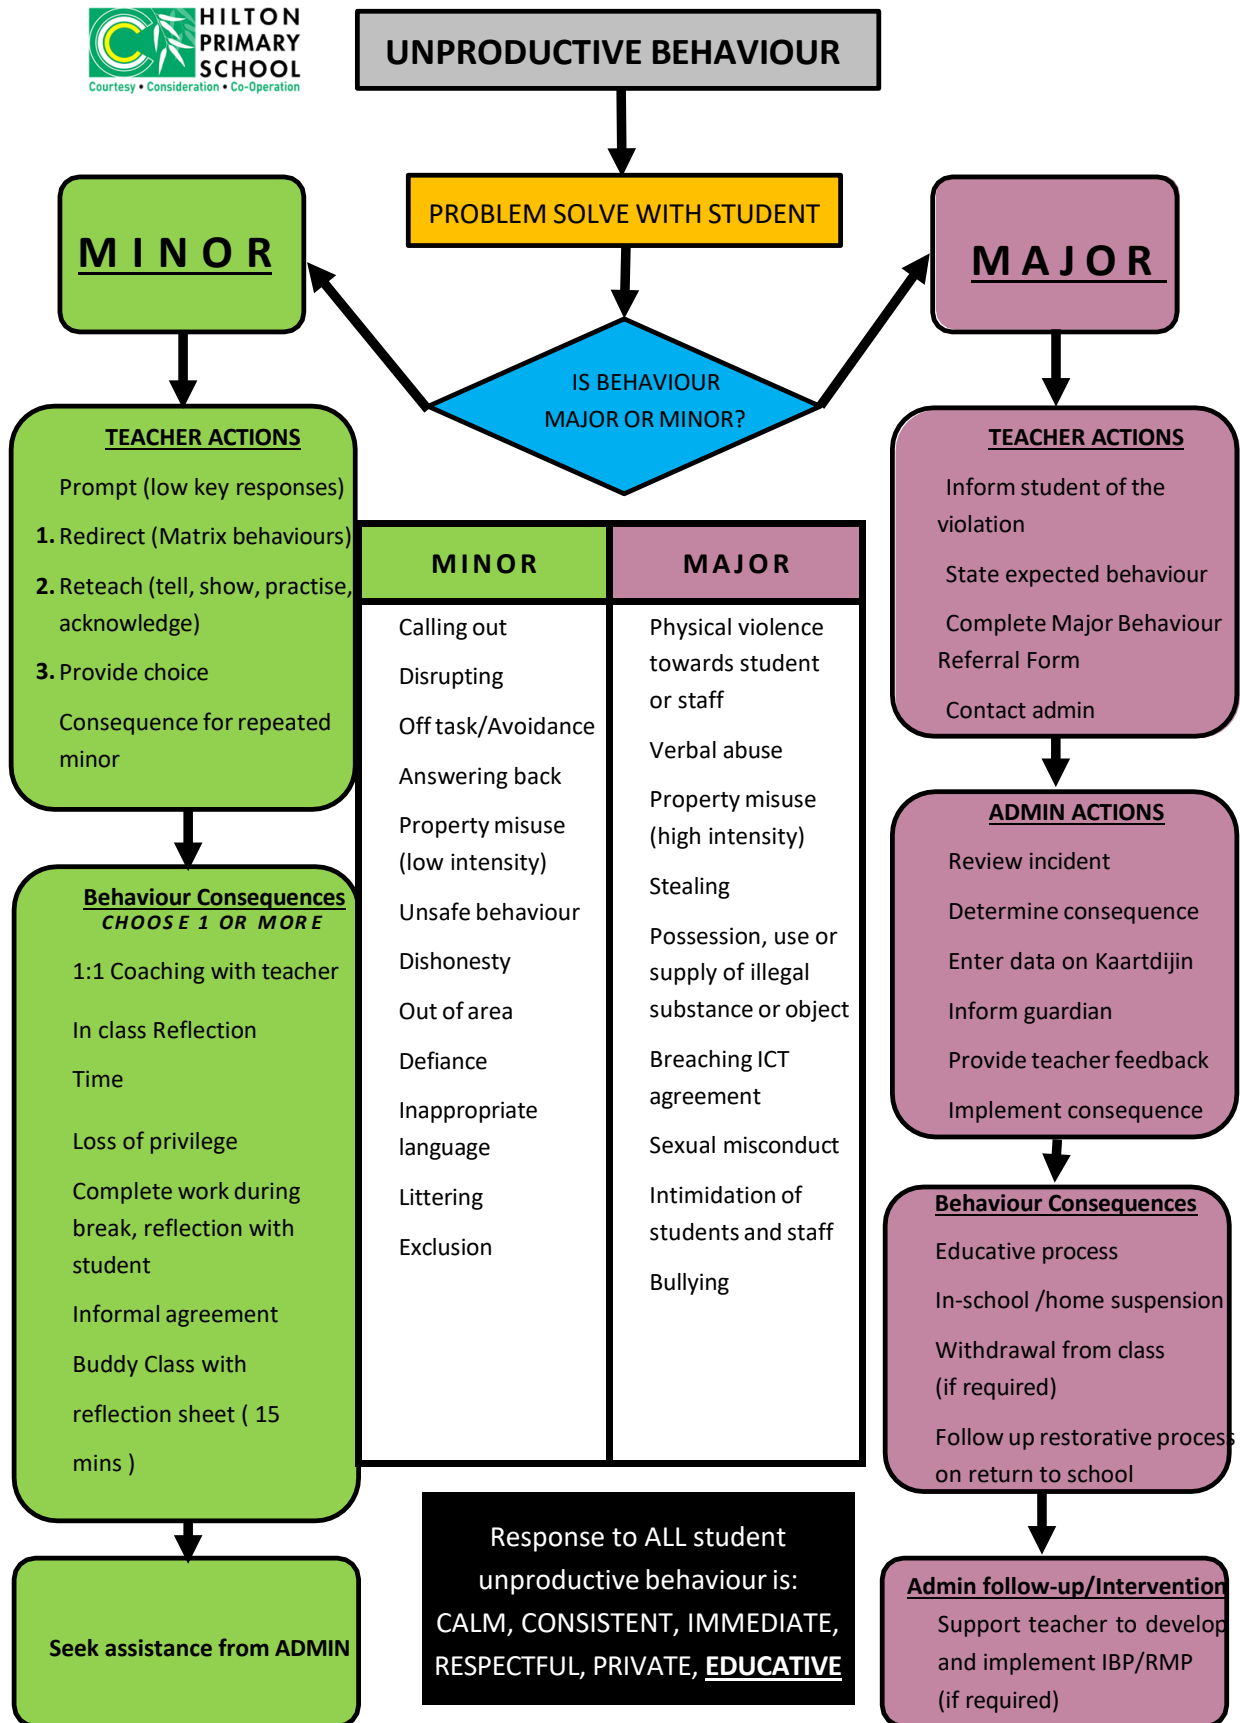 HILTON
PRIMARY
SCHOOL
Courtesy • Consideration • Co-Operation
UNPRODUCTIVE BEHAVIOUR
PROBLEM SOLVE WITH STUDENT
IS BEHAVIOUR
MAJOR OR MINOR?
MINOR
TEACHER ACTIONS
Prompt (low key responses)
1. Redirect (Matrix behaviours)
2. Reteach (tell, show, practise,
acknowledge)
3. Provide choice
Consequence for repeated
minor
Behaviour Consequences
CHOOSE 1 OR MORE
1:1 Coaching with teacher
In class Reflection
Time
Loss of privilege
Complete work during
break, reflection with
student
Informal agreement
Buddy Class with
reflection sheet ( 15
mins )
Seek assistance from ADMIN
MINOR
Calling out
Disrupting
Off task/Avoidance
Answering back
Property misuse
(low intensity)
Unsafe behaviour
Dishonesty
Out of area
Defiance
Inappropriate
language
Littering
Exclusion
MAJOR
Physical violence
towards student
or staff
Verbal abuse
Property misuse
(high intensity)
Stealing
Possession, use or
supply of illegal
substance or object
Breaching ICT
agreement
Sexual misconduct
Intimidation of
students and staff
Bullying
Response to ALL student
unproductive behaviour is:
CALM, CONSISTENT, IMMEDIATE,
RESPECTFUL, PRIVATE, EDUCATIVE
MAJOR
TEACHER ACTIONS
Inform student of the
violation
State expected behaviour
Complete Major Behaviour
Referral Form
Contact admin
ADMIN ACTIONS
Review incident
Determine consequence
Enter data on Kaartdijin
Inform guardian
Provide teacher feedback
Implement consequence
Behaviour Consequences
Educative process
In-school /home suspension
Withdrawal from class
(if required)
Follow up restorative process
on return to school
Admin follow-up/Intervention
Support teacher to develop
and implement IBP/RMP
(if required)